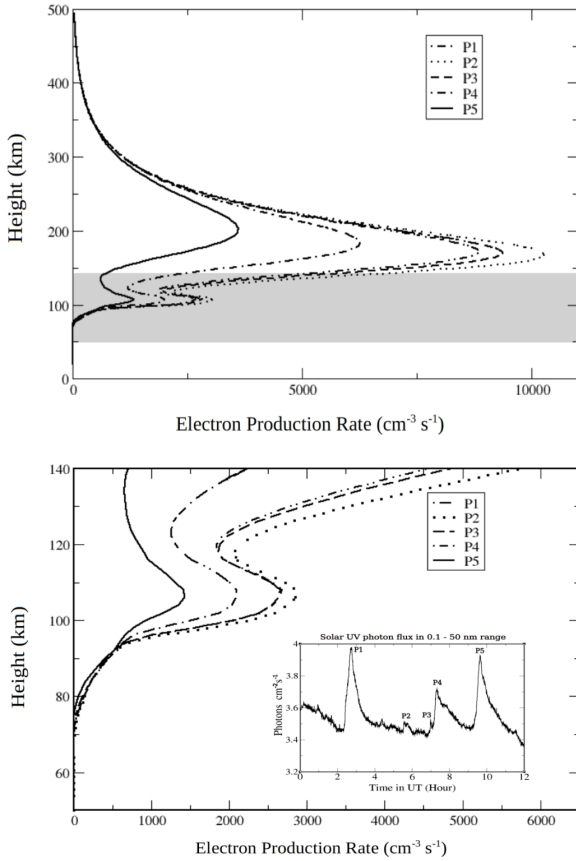 500
400
300
200
100
0
Height (km)
P1
P2
P3
P4
P5
0
5000
10000
Electron Production Rate (cm-3 s-1)
140
120
100
80
60
Height (km)
P1
P2
P3
P4
P5
Solar UV photon flux in 0.1 - 50 nm range
4
3.8
3.6
3.4
3.2
Photons cm-2s-1
P1
P2
P3
P4
P5
0
2
4
6
8
10
12
Time in UT (Hour)
0
1000
2000
3000
4000
5000
6000
Electron Production Rate (cm-3 s-1)